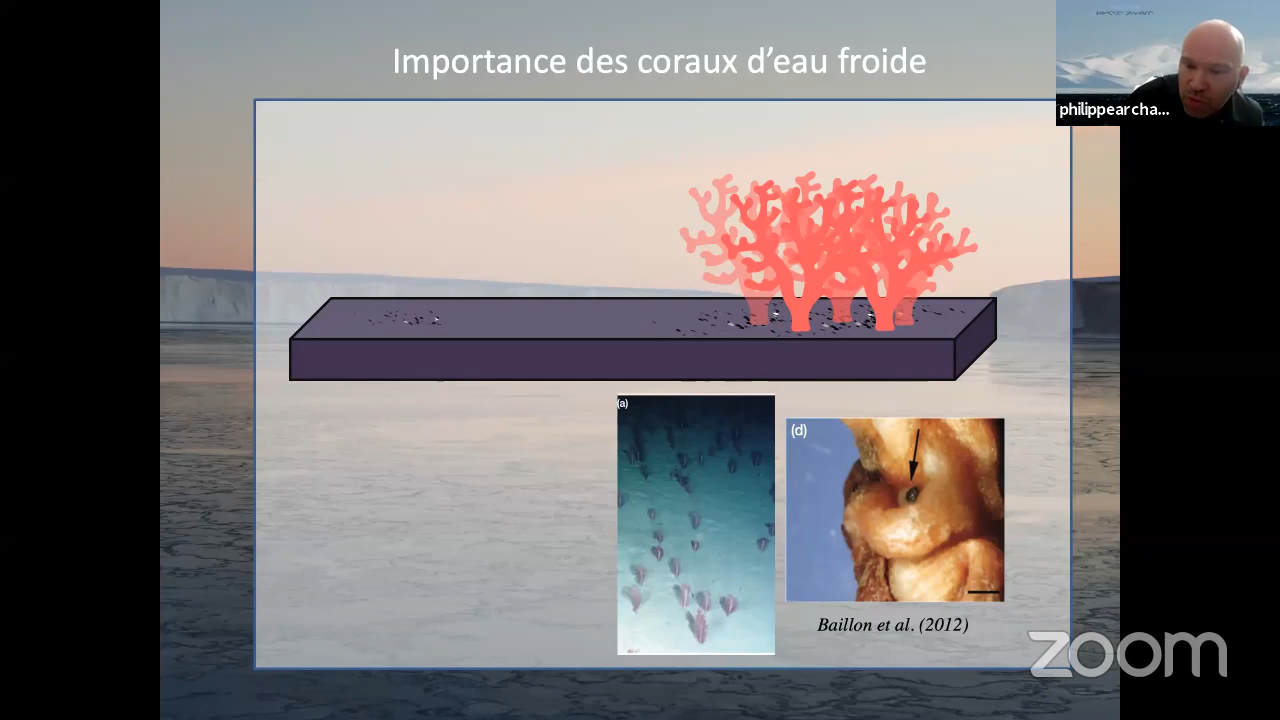 Importance des coraux d'eau froide
philippearcha...
(a)
(d)
Baillon et al. (2012)
zoom